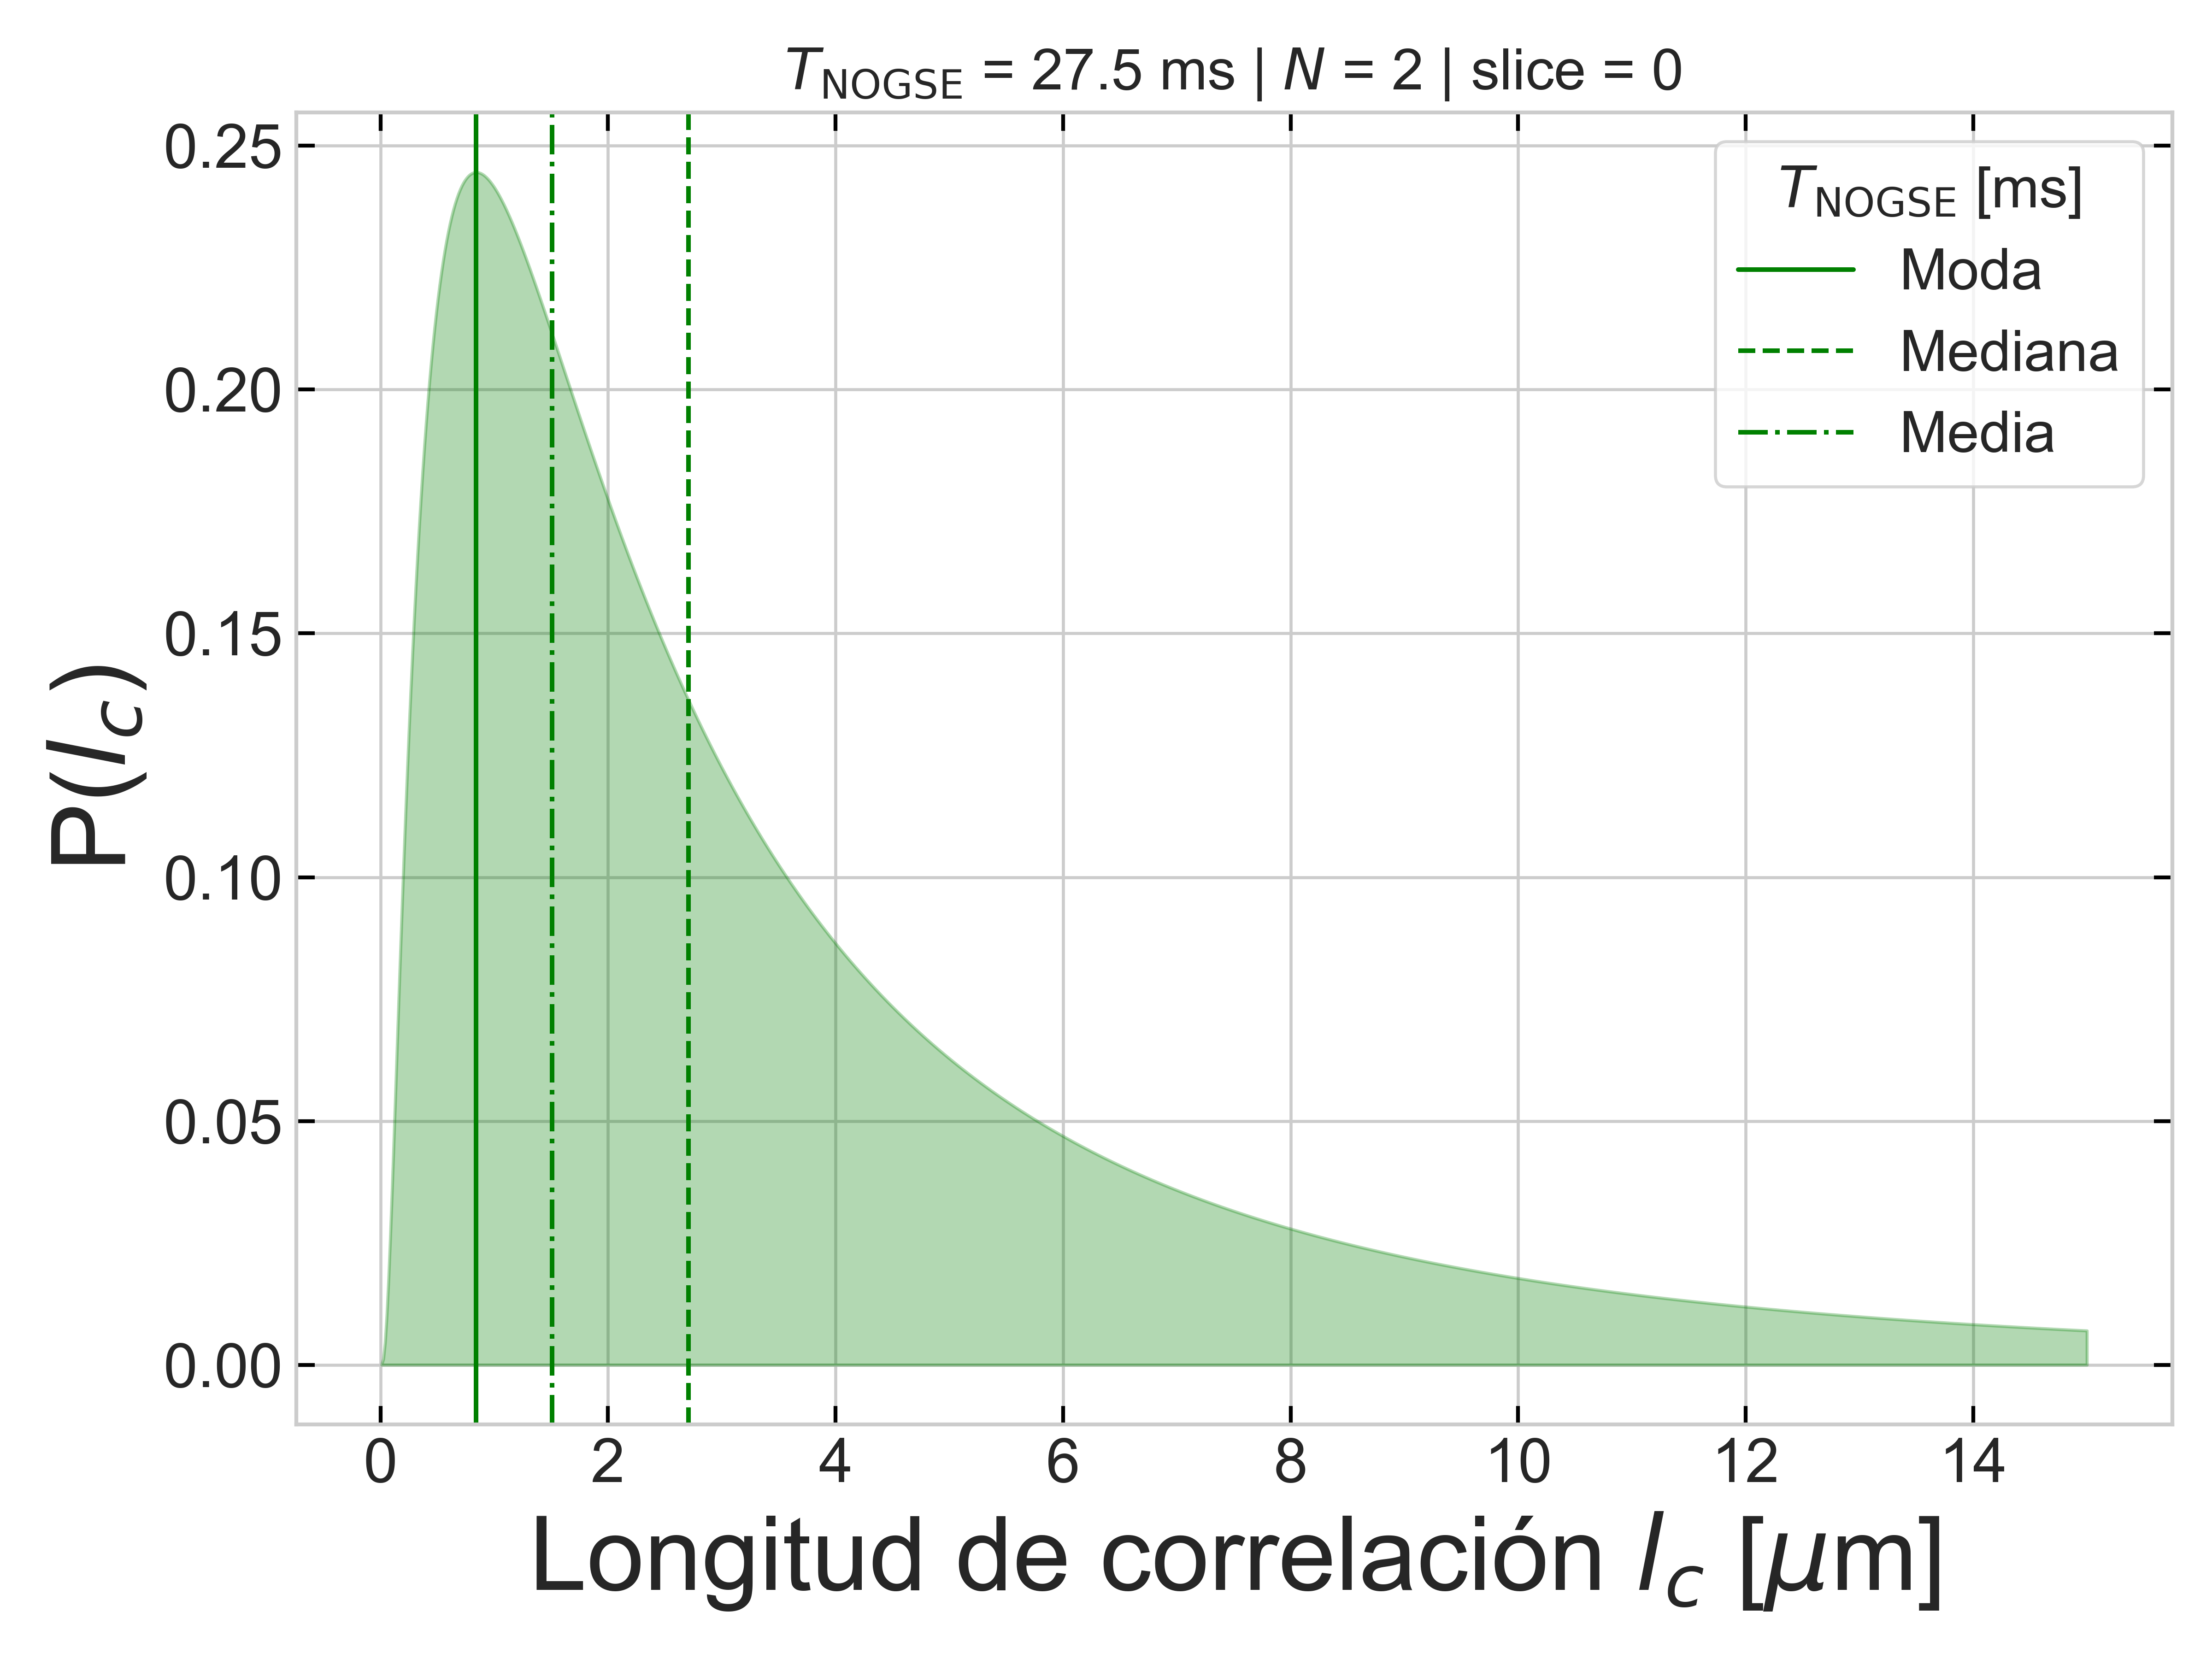 T_NOGSE = 27.5 ms | N = 2 | slice = 0
T_NOGSE [ms]
Moda
Mediana
Media
P(l_c)
0.25
0.20
0.15
0.10
0.05
0.00
0 2 4 6 8 10 12 14
Longitud de correlación l_c [μm]